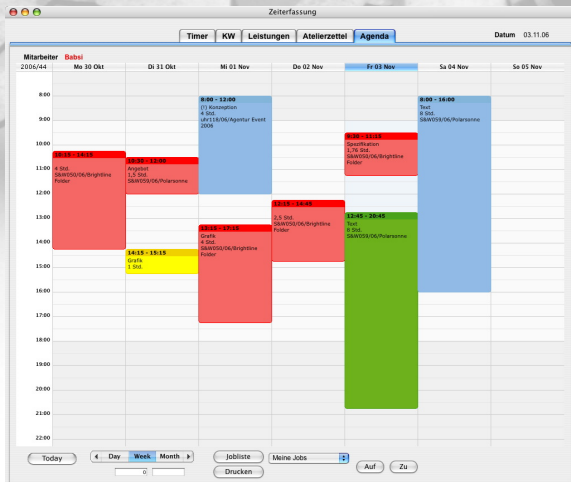 Zeiterfassung
Timer KW Leistungen Atelierzettel Agenda
Datum 03.11.06
Mitarbeiter Babsi
2006/44 Mo 30 Okt Di 31 Okt Mi 01 Nov Do 02 Nov Fr 03 Nov Sa 04 Nov So 05 Nov
8:00
9:00
10:00
11:00
12:00
13:00
14:00
15:00
16:00
17:00
18:00
19:00
20:00
21:00
22:00
10:15 - 14:15
4 Std.
S&W050/06/Brightline
Folder
10:30 - 12:00
Angebot
1,5 Std.
S&W059/06/Polarsonne
14:15 - 15:15
Grafik
1 Std.
8:00 - 12:00
(?) Konzeption
4 Std.
uhr118/06/Agentur Event
2006
13:15 - 17:15
Grafik
4 Std.
S&W050/06/Brightline
Folder
12:15 - 14:45
2,5 Std.
S&W050/06/Brightline
Folder
9:30 - 11:15
Spezifikation
1,76 Std.
S&W050/06/Brightline
Folder
12:45 - 20:45
Text
8 Std.
S&W059/06/Polarsonne
8:00 - 16:00
Text
8 Std.
S&W059/06/Polarsonne
Today
Day Week Month
0
Jobliste
Drucken
Meine Jobs
Auf Zu